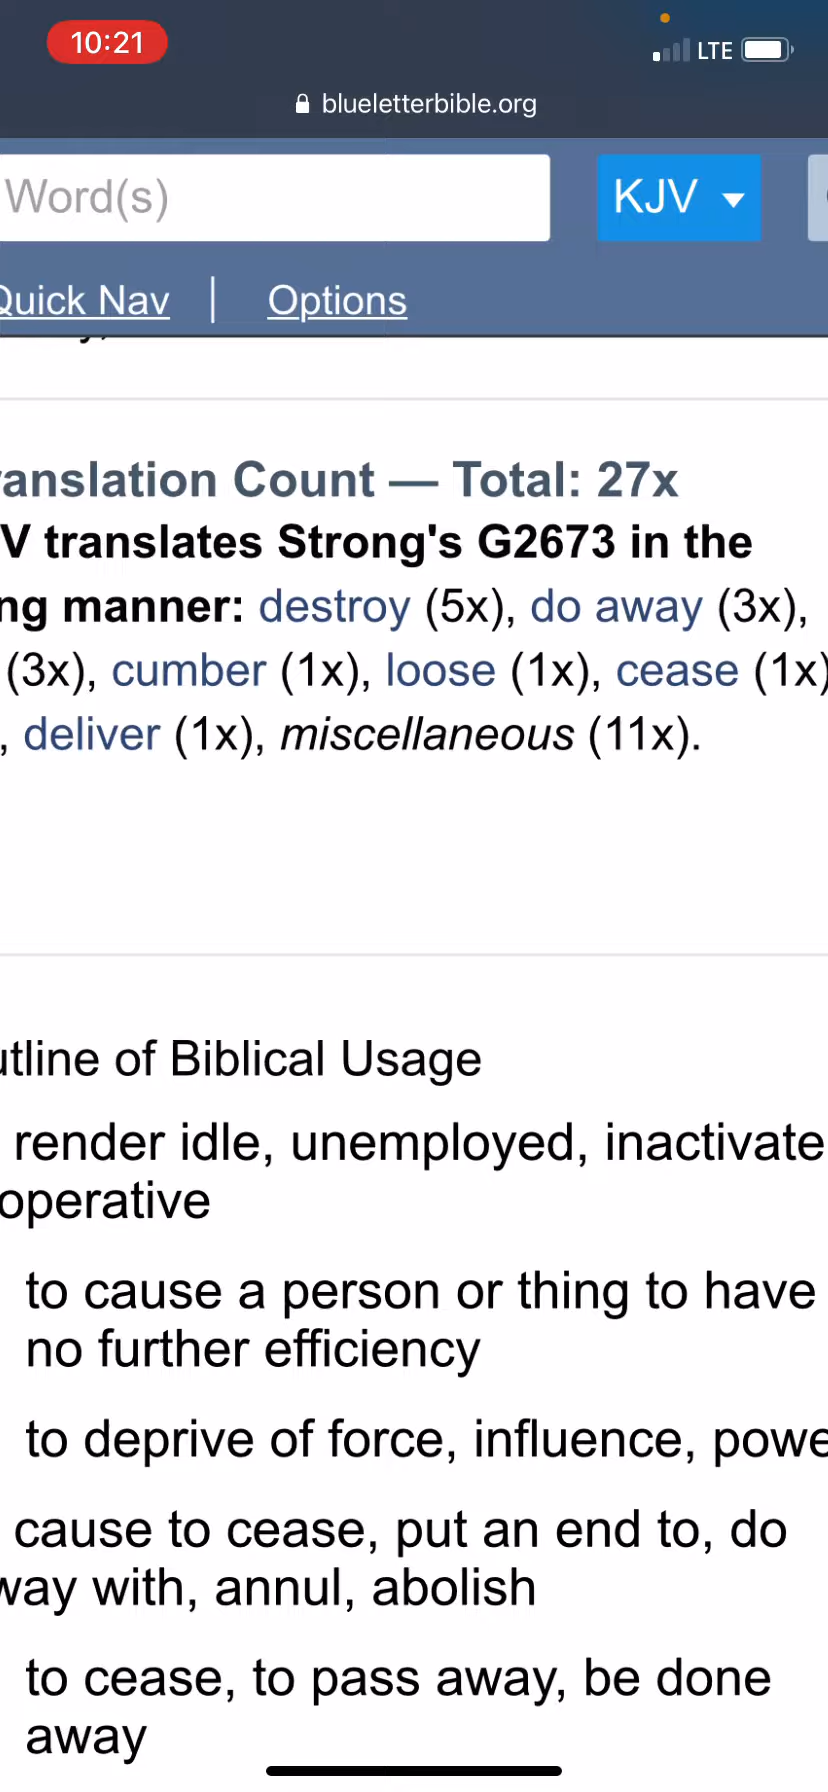 10:21
LTE
blueletterbible.org
Word(s)
KJV
Quick Nav | Options
anslation Count — Total: 27x
V translates Strong's G2673 in the
ng manner: destroy (5x), do away (3x),
(3x), cumber (1x), loose (1x), cease (1x)
, deliver (1x), miscellaneous (11x).
utline of Biblical Usage
render idle, unemployed, inactivate
operative
to cause a person or thing to have
no further efficiency
to deprive of force, influence, powe
cause to cease, put an end to, do
way with, annul, abolish
to cease, to pass away, be done
away